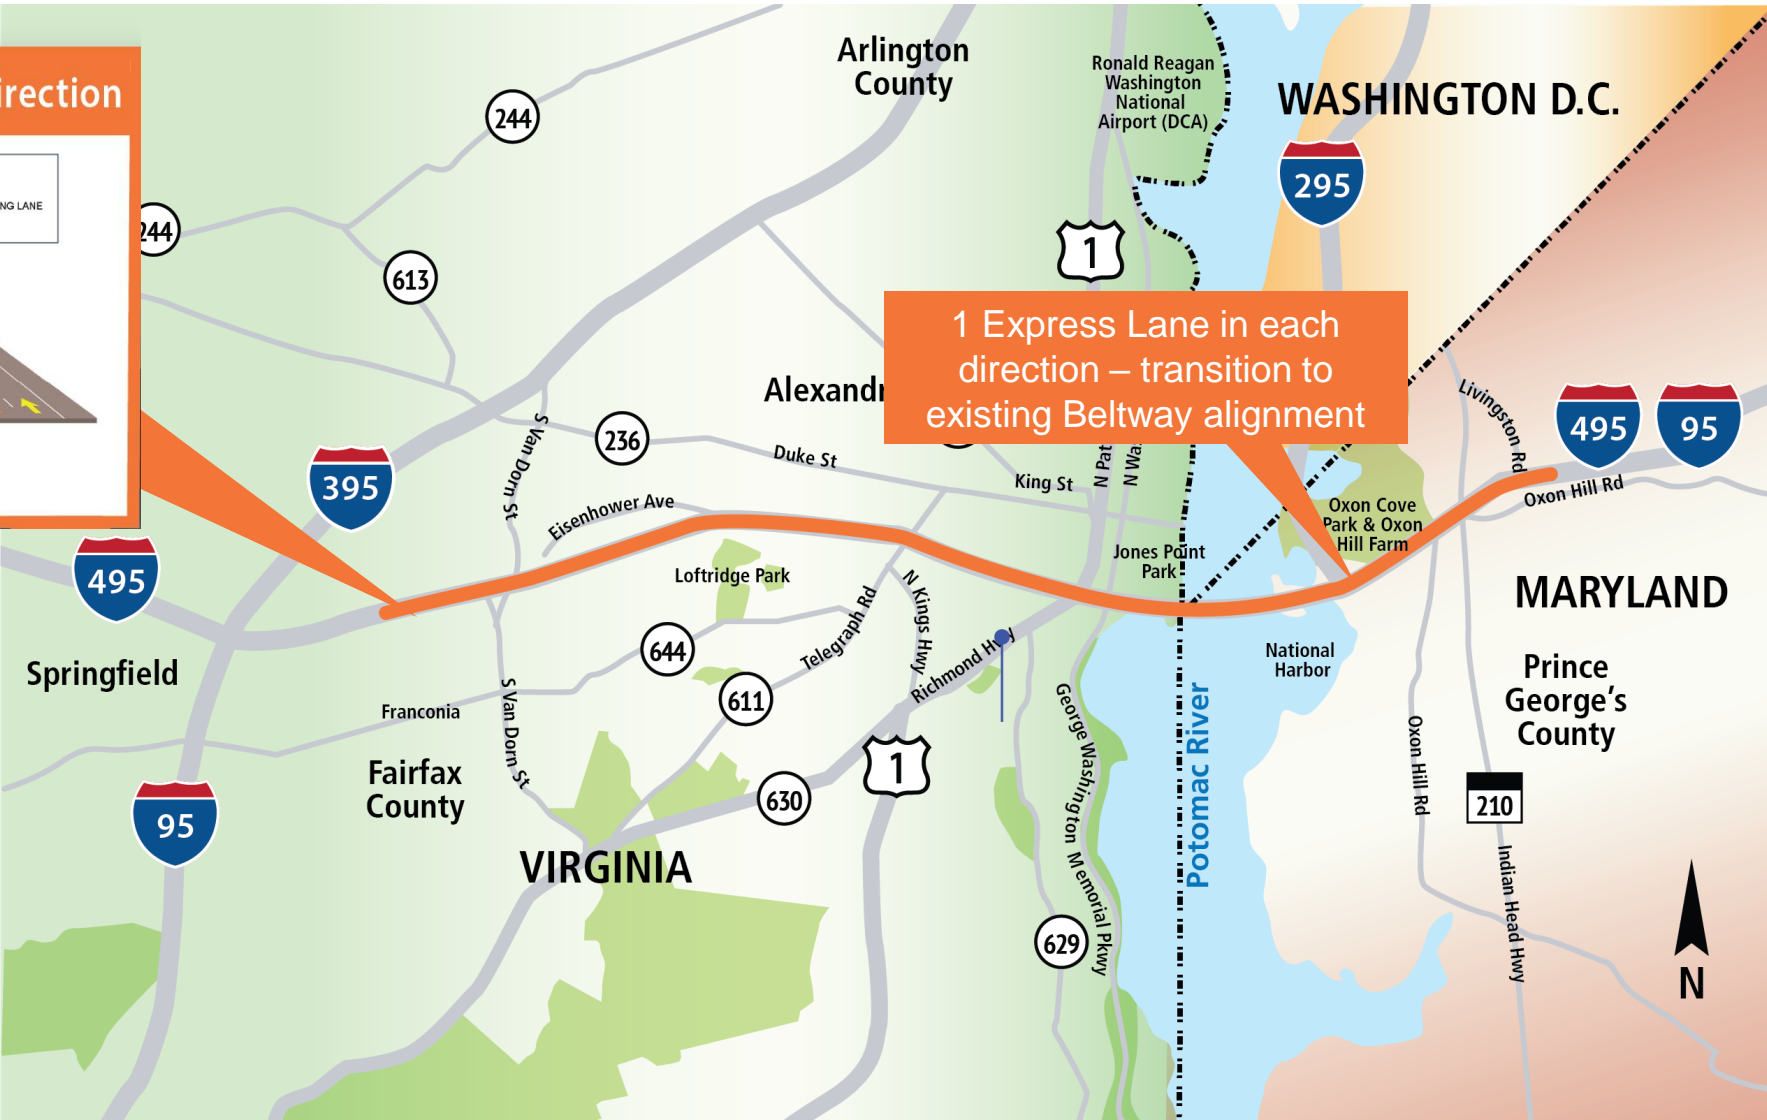 Arlington
County
Ronald Reagan
Washington
National
Airport (DCA)
WASHINGTON D.C.
irection
NG LANE
244
244
613
295
1
1 Express Lane in each
direction – transition to
existing Beltway alignment
Alexandr
236
Duke St
King St
N Pat
N Wa
S Van Dorn St
Eisenhower Ave
395
495
Livingston Rd
495
95
Oxon Hill Rd
Oxon Cove
Park & Oxon
Hill Farm
Jones Point
Park
Loftridge Park
MARYLAND
Springfield
644
Telegraph Rd
N Kings Hwy
Richmond Hwy
National
Harbor
Prince
George's
County
611
Franconia
S Van Dorn St
George Washington Memorial Pkwy
Potomac River
Oxon Hill Rd
Fairfax
County
95
630
1
210
VIRGINIA
Indian Head Hwy
629
N